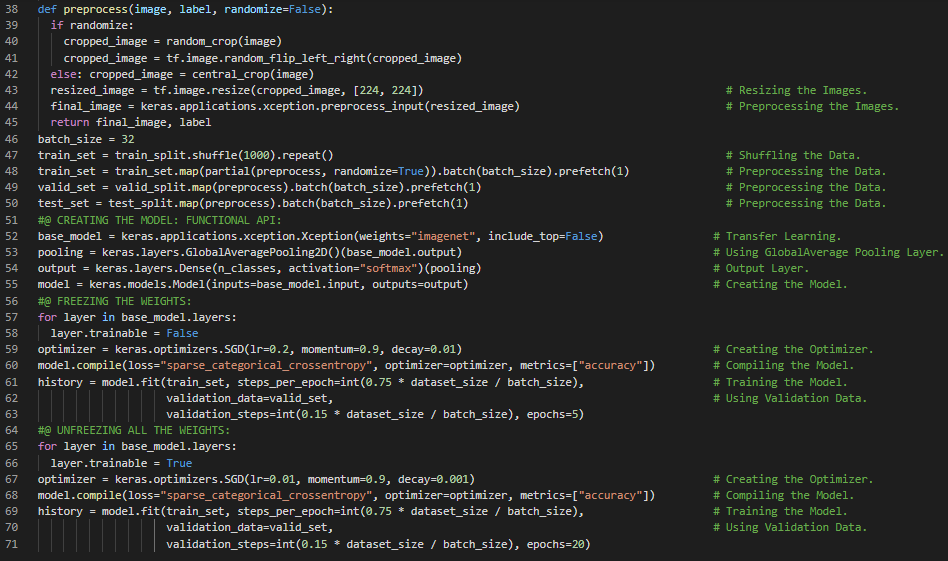 38 def preprocess(image, label, randomize=False):
39   if randomize:
40     cropped_image = random_crop(image)
41     cropped_image = tf.image.random_flip_left_right(cropped_image)
42   else: cropped_image = central_crop(image)
43   resized_image = tf.image.resize(cropped_image, [224, 224]) # Resizing the Images.
44   final_image = keras.applications.xception.preprocess_input(resized_image) # Preprocessing the Images.
45   return final_image, label
46 batch_size = 32
47 train_set = train_split.shuffle(1000).repeat() # Shuffling the Data.
48 train_set = train_set.map(partial(preprocess, randomize=True)).batch(batch_size).prefetch(1) # Preprocessing the Data.
49 valid_set = valid_split.map(preprocess).batch(batch_size).prefetch(1) # Preprocessing the Data.
50 test_set = test_split.map(preprocess).batch(batch_size).prefetch(1) # Preprocessing the Data.
51 #@ CREATING THE MODEL: FUNCTIONAL API:
52 base_model = keras.applications.xception.Xception(weights="imagenet", include_top=False) # Transfer Learning.
53 pooling = keras.layers.GlobalAveragePooling2D()(base_model.output) # Using GlobalAverage Pooling Layer.
54 output = keras.layers.Dense(n_classes, activation="softmax")(pooling) # Output Layer.
55 model = keras.models.Model(inputs=base_model.input, outputs=output) # Creating the Model.
56 #@ FREEZING THE WEIGHTS:
57 for layer in base_model.layers:
58   layer.trainable = False
59 optimizer = keras.optimizers.SGD(lr=0.2, momentum=0.9, decay=0.01) # Creating the Optimizer.
60 model.compile(loss="sparse_categorical_crossentropy", optimizer=optimizer, metrics=["accuracy"]) # Compiling the Model.
61 history = model.fit(train_set, steps_per_epoch=int(0.75 * dataset_size / batch_size), # Training the Model.
62                     validation_data=valid_set, # Using Validation Data.
63                     validation_steps=int(0.15 * dataset_size / batch_size), epochs=5)
64 #@ UNFREEZING ALL THE WEIGHTS:
65 for layer in base_model.layers:
66   layer.trainable = True
67 optimizer = keras.optimizers.SGD(lr=0.01, momentum=0.9, decay=0.001) # Creating the Optimizer.
68 model.compile(loss="sparse_categorical_crossentropy", optimizer=optimizer, metrics=["accuracy"]) # Compiling the Model.
69 history = model.fit(train_set, steps_per_epoch=int(0.75 * dataset_size / batch_size), # Training the Model.
70                     validation_data=valid_set, # Using Validation Data.
71                     validation_steps=int(0.15 * dataset_size / batch_size), epochs=20)